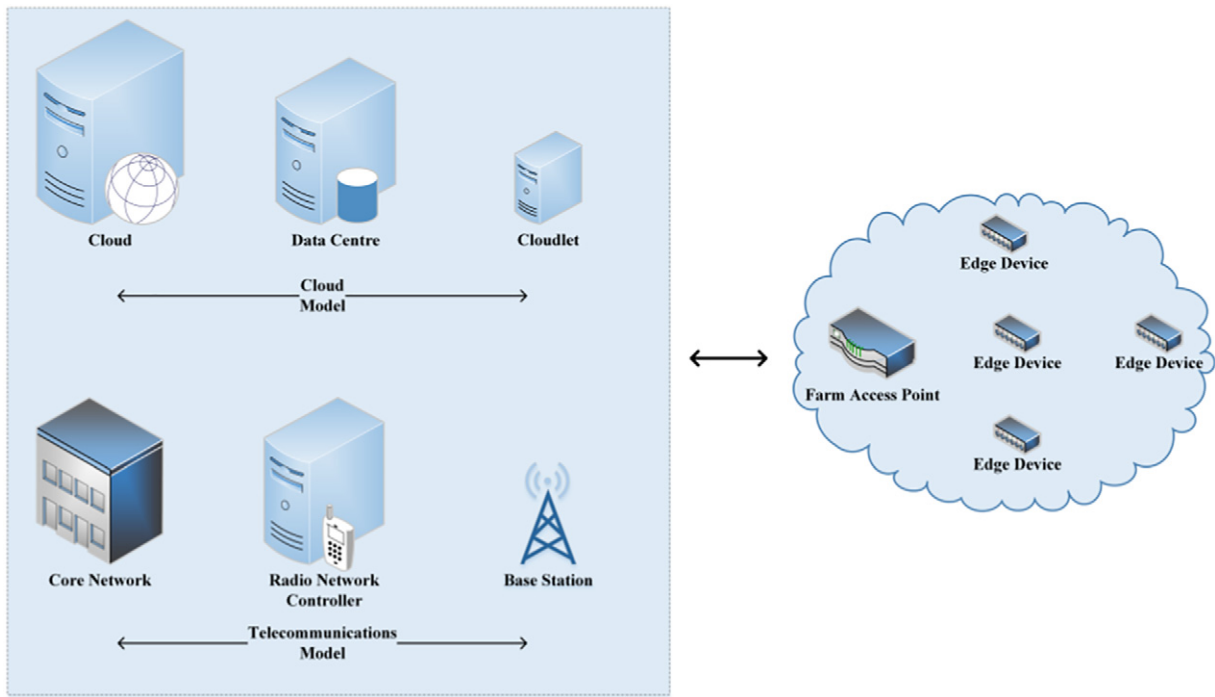 Cloud
Data Centre
Cloudlet
Cloud
Model
Core Network
Radio Network
Controller
Base Station
Telecommunications
Model
Edge Device
Farm Access Point
Edge Device
Edge Device
Edge Device